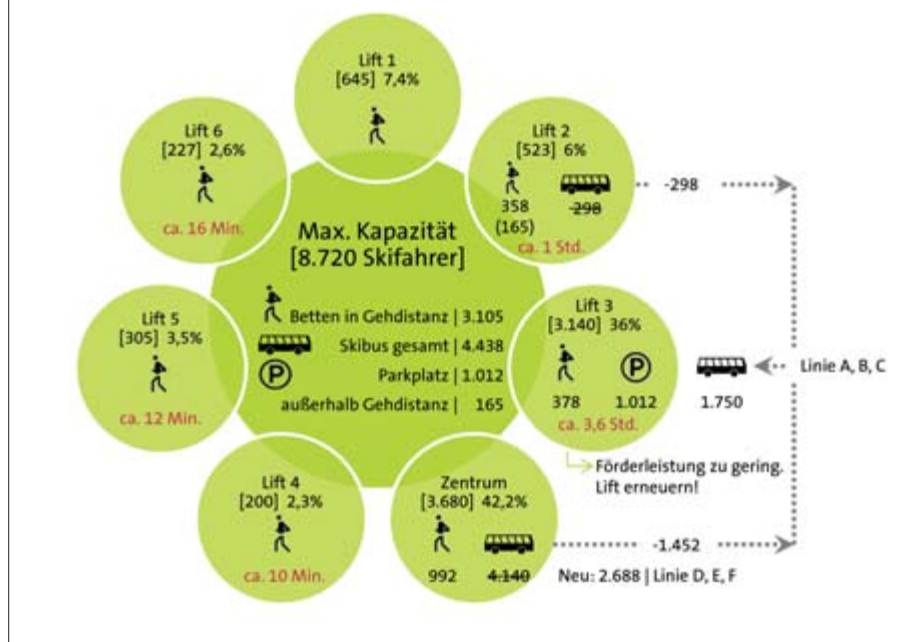 Lift 1
[645] 7,4%
Lift 6
[227] 2,6%
ca. 16 Min.
Lift 2
[523] 6%
358
298
(165)
ca. 1 Std.
-298
Max. Kapazität
[8.720 Skifahrer]
Betten in Gehdistanz | 3.105
Skibus gesamt | 4.438
P Parkplatz | 1.012
außerhalb Gehdistanz | 165
Lift 5
[305] 3,5%
ca. 12 Min.
Lift 3
[3.140] 36%
P
378 1.012 1.750
ca. 3,6 Std.
Linie A, B, C
Förderleistung zu gering.
Lift erneuern!
Lift 4
[200] 2,3%
ca. 10 Min.
Zentrum
[3.680] 42,2%
992 4.140
-1.452
Neu: 2.688 | Linie D, E, F